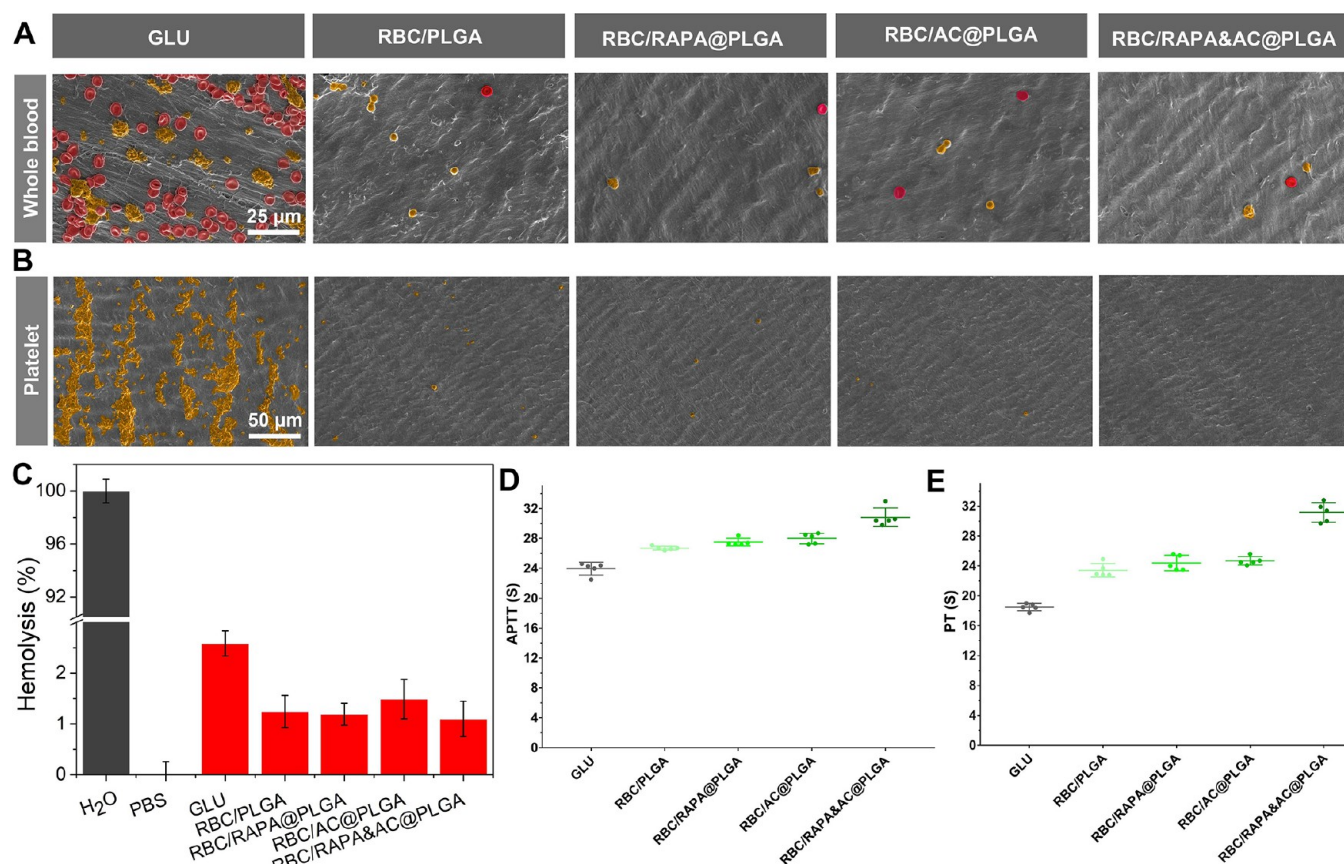 A
GLU
RBC/PLGA
RBC/RAPA@PLGA
RBC/AC@PLGA
RBC/RAPA&AC@PLGA
Whole blood
25 µm
B
Platelet
50 µm
C
Hemolysis (%)
100
96
92
2
1
0
H₂O
PBS
GLU
RBC/PLGA
RBC/RAPA@PLGA
RBC/AC@PLGA
RBC/RAPA&AC@PLGA
D
APTT (S)
32
28
24
20
16
12
8
4
0
GLU
RBC/PLGA
RBC/RAPA@PLGA
RBC/AC@PLGA
RBC/RAPA&AC@PLGA
E
PT (S)
32
28
24
20
16
12
8
4
0
GLU
RBC/PLGA
RBC/RAPA@PLGA
RBC/AC@PLGA
RBC/RAPA&AC@PLGA